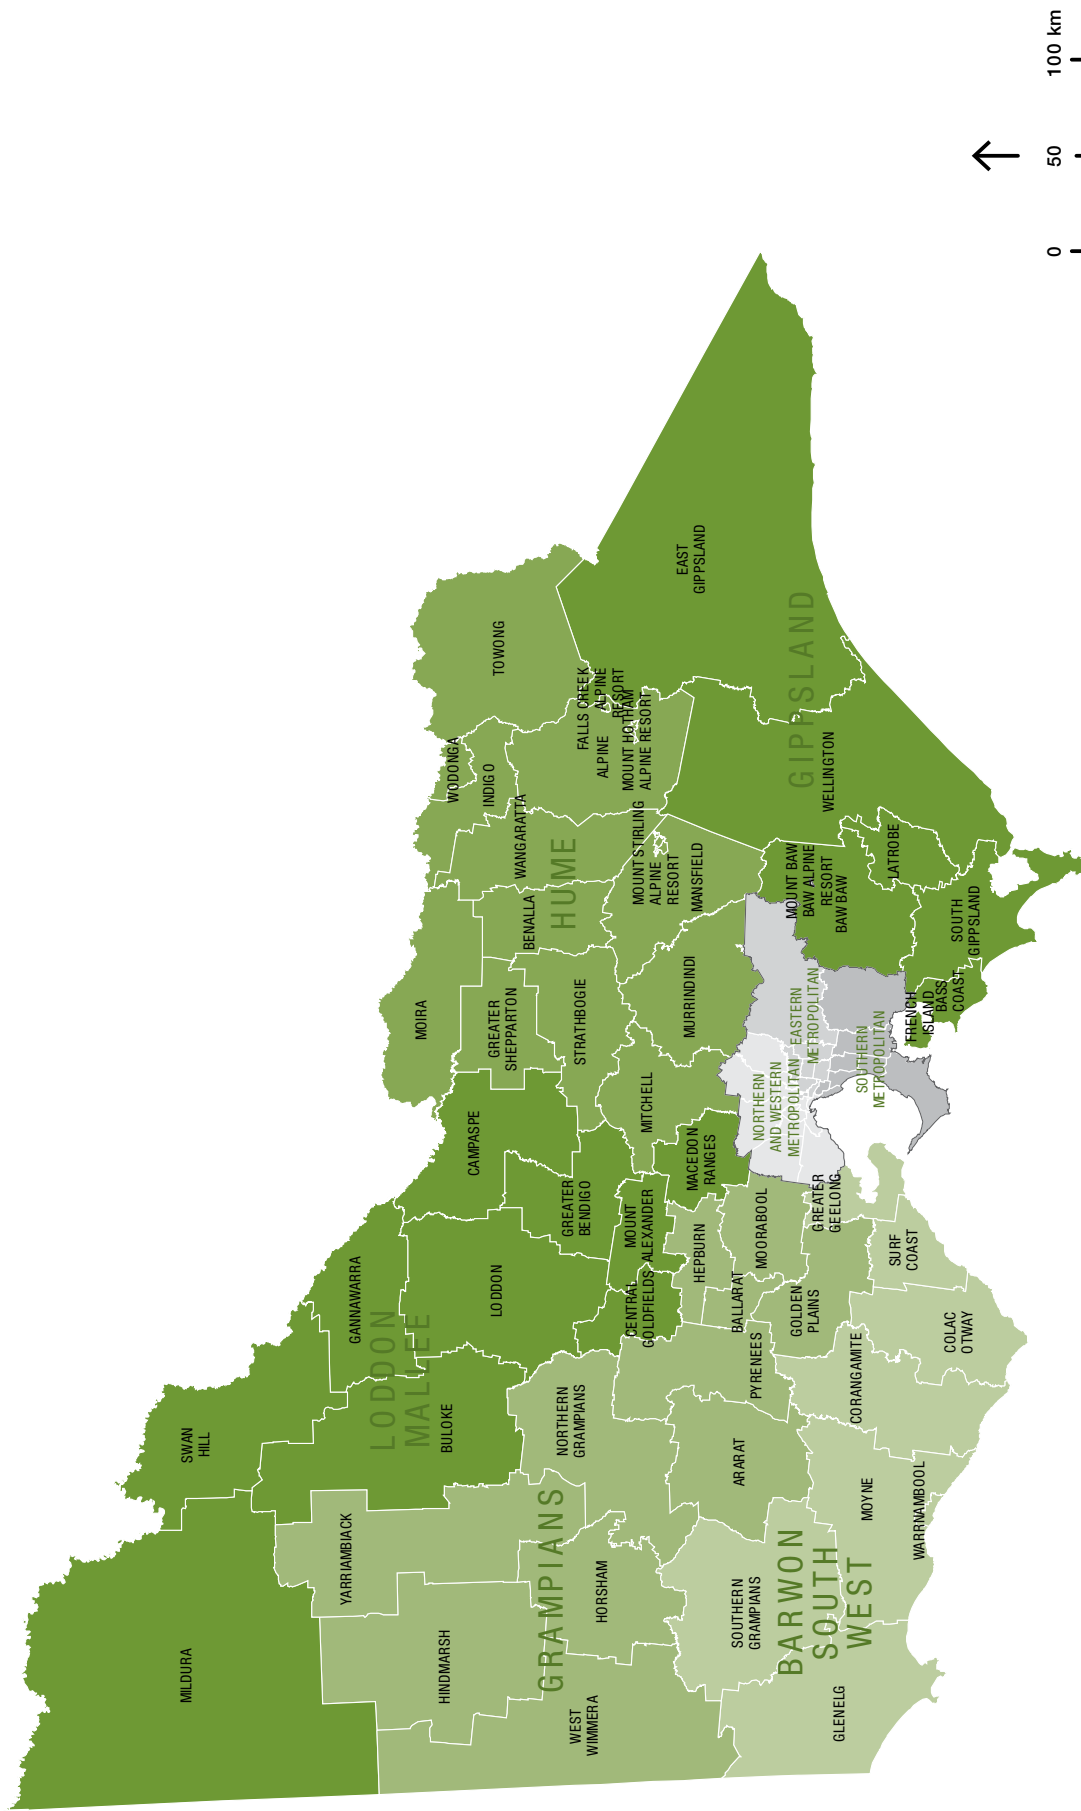 MILDURA
SWAN
HILL
GANNAWARRA
BULOKE
LODDON
CAMPASPE
GREATER
BENDIGO
MOUNT
ALEXANDER
CENTRAL
GOLDFIELDS
MACEDON
RANGES
LODDON
MALLEE
YARRIAMBIACK
HINDMARSH
WEST
WIMMERA
HORSHAM
NORTHERN
GRAMPIANS
ARARAT
PYRENEES
BALLARAT
HEPBURN
MOORABOOL
GOLDEN
PLAINS
GRAMPIANS
SOUTHERN
GRAMPIANS
GLENELG
MOYNE
WARRNAMBOOL
CORANGAMITE
COLAC
OTWAY
SURF
COAST
GREATER
GEELONG
BARWON
SOUTH
WEST
MOIRA
GREATER
SHEPPARTON
STRATHBOGIE
MITCHELL
MURRINDINDI
BENALLA
WANGARATTA
WODONGA
INDIGO
TOWONG
ALPINE
FALLS CREEK
ALPINE
RESORT
MOUNT HOTHAM
ALPINE RESORT
MOUNT STIRLING
ALPINE
RESORT
MANSFIELD
HUME
EAST
GIPPSLAND
WELLINGTON
LATROBE
MOUNT BAW
BAW ALPINE
RESORT
BAW BAW
SOUTH
GIPPSLAND
BASS
COAST
FRENCH
ISLAND
GIPPSLAND
NORTHERN
AND WESTERN
METROPOLITAN
EASTERN
METROPOLITAN
SOUTHERN
METROPOLITAN
0
50
100 km